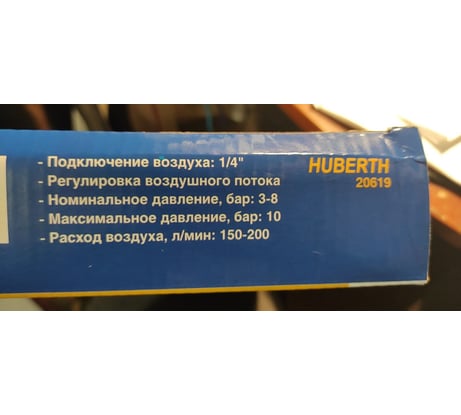 - Подключение воздуха: 1/4"
- Регулировка воздушного потока
- Номинальное давление, бар: 3-8
- Максимальное давление, бар: 10
- Расход воздуха, л/мин: 150-200
HUBERTH
20619